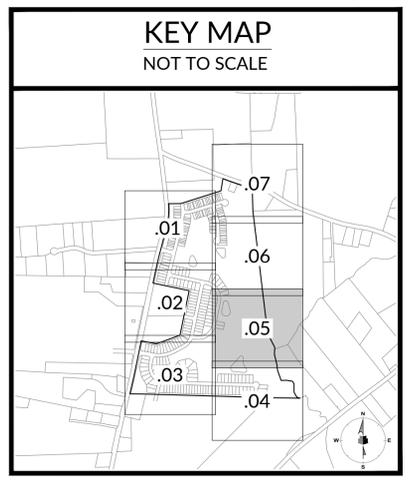 KEY MAP
NOT TO SCALE
.07
.01
.06
.02
.05
.03
.04
N
W E
S